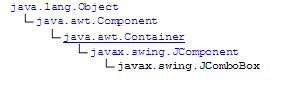 java.lang.Object
java.awt.Component
java.awt.Container
javax.swing.JComponent
javax.swing.JComboBox